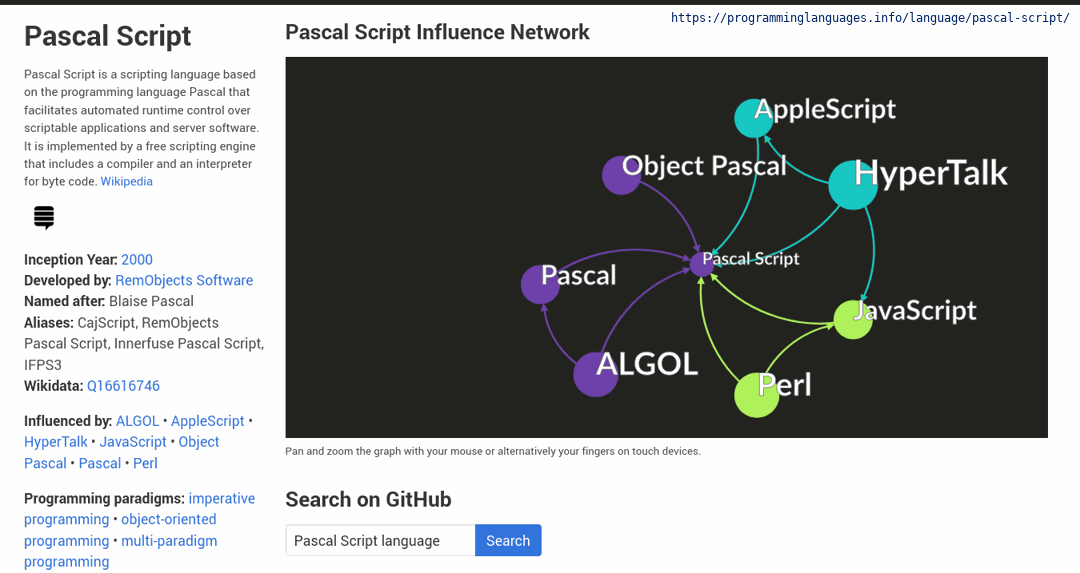 https://programminglanguages.info/language/pascal-script/
Pascal Script
Pascal Script is a scripting language based
on the programming language Pascal that
facilitates automated runtime control over
scriptable applications and server software.
It is implemented by a free scripting engine
that includes a compiler and an interpreter
for byte code. Wikipedia
Inception Year: 2000
Developed by: RemObjects Software
Named after: Blaise Pascal
Aliases: CajScript, RemObjects
Pascal Script, Innerfuse Pascal Script,
IFPS3
Wikidata: Q16616746
Influenced by: ALGOL • AppleScript •
HyperTalk • JavaScript • Object
Pascal • Pascal • Perl
Programming paradigms: imperative
programming • object-oriented
programming • multi-paradigm
programming
Pascal Script Influence Network
AppleScript
Object Pascal
HyperTalk
Pascal Script
Pascal
JavaScript
ALGOL
Perl
Pan and zoom the graph with your mouse or alternatively your fingers on touch devices.
Search on GitHub
Pascal Script language
Search